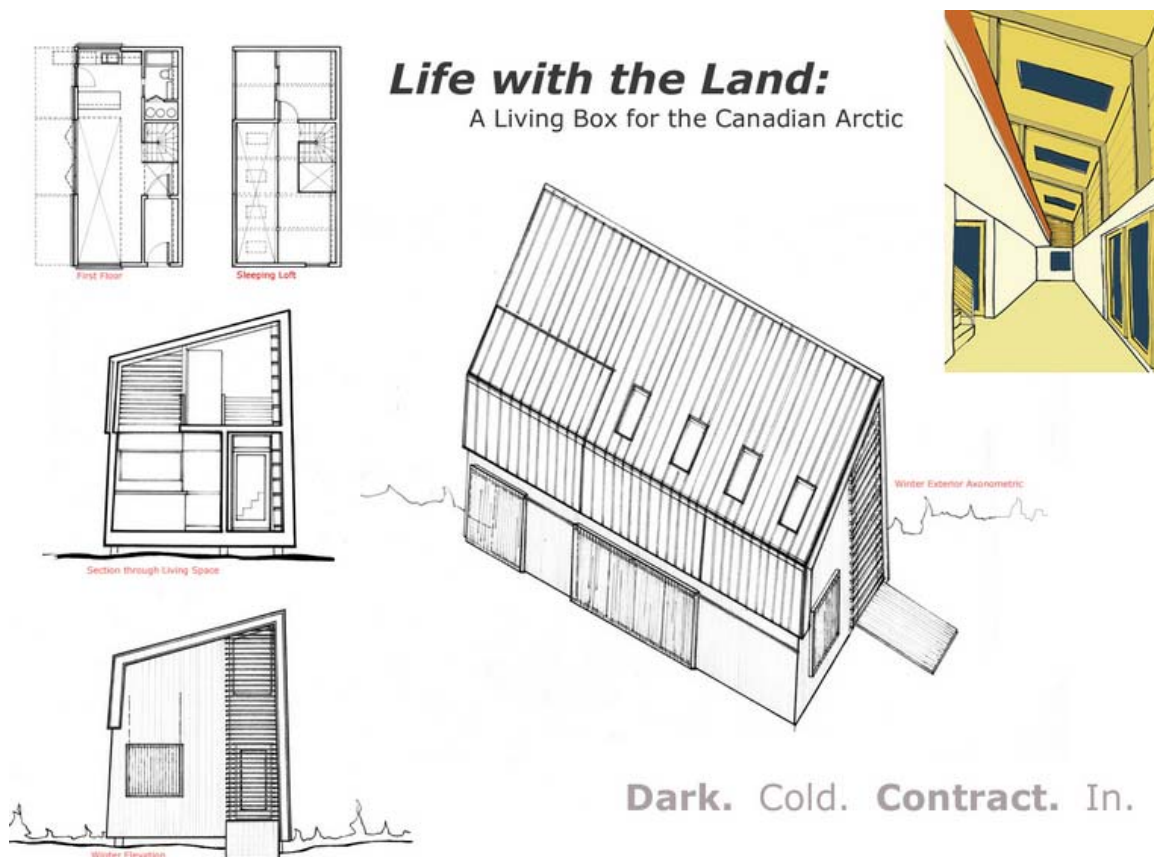 Life with the Land:
A Living Box for the Canadian Arctic
First Floor
Sleeping Loft
Section through Living Space
Winter Exterior Axonometric
Winter Elevation
Dark. Cold. Contract. In.